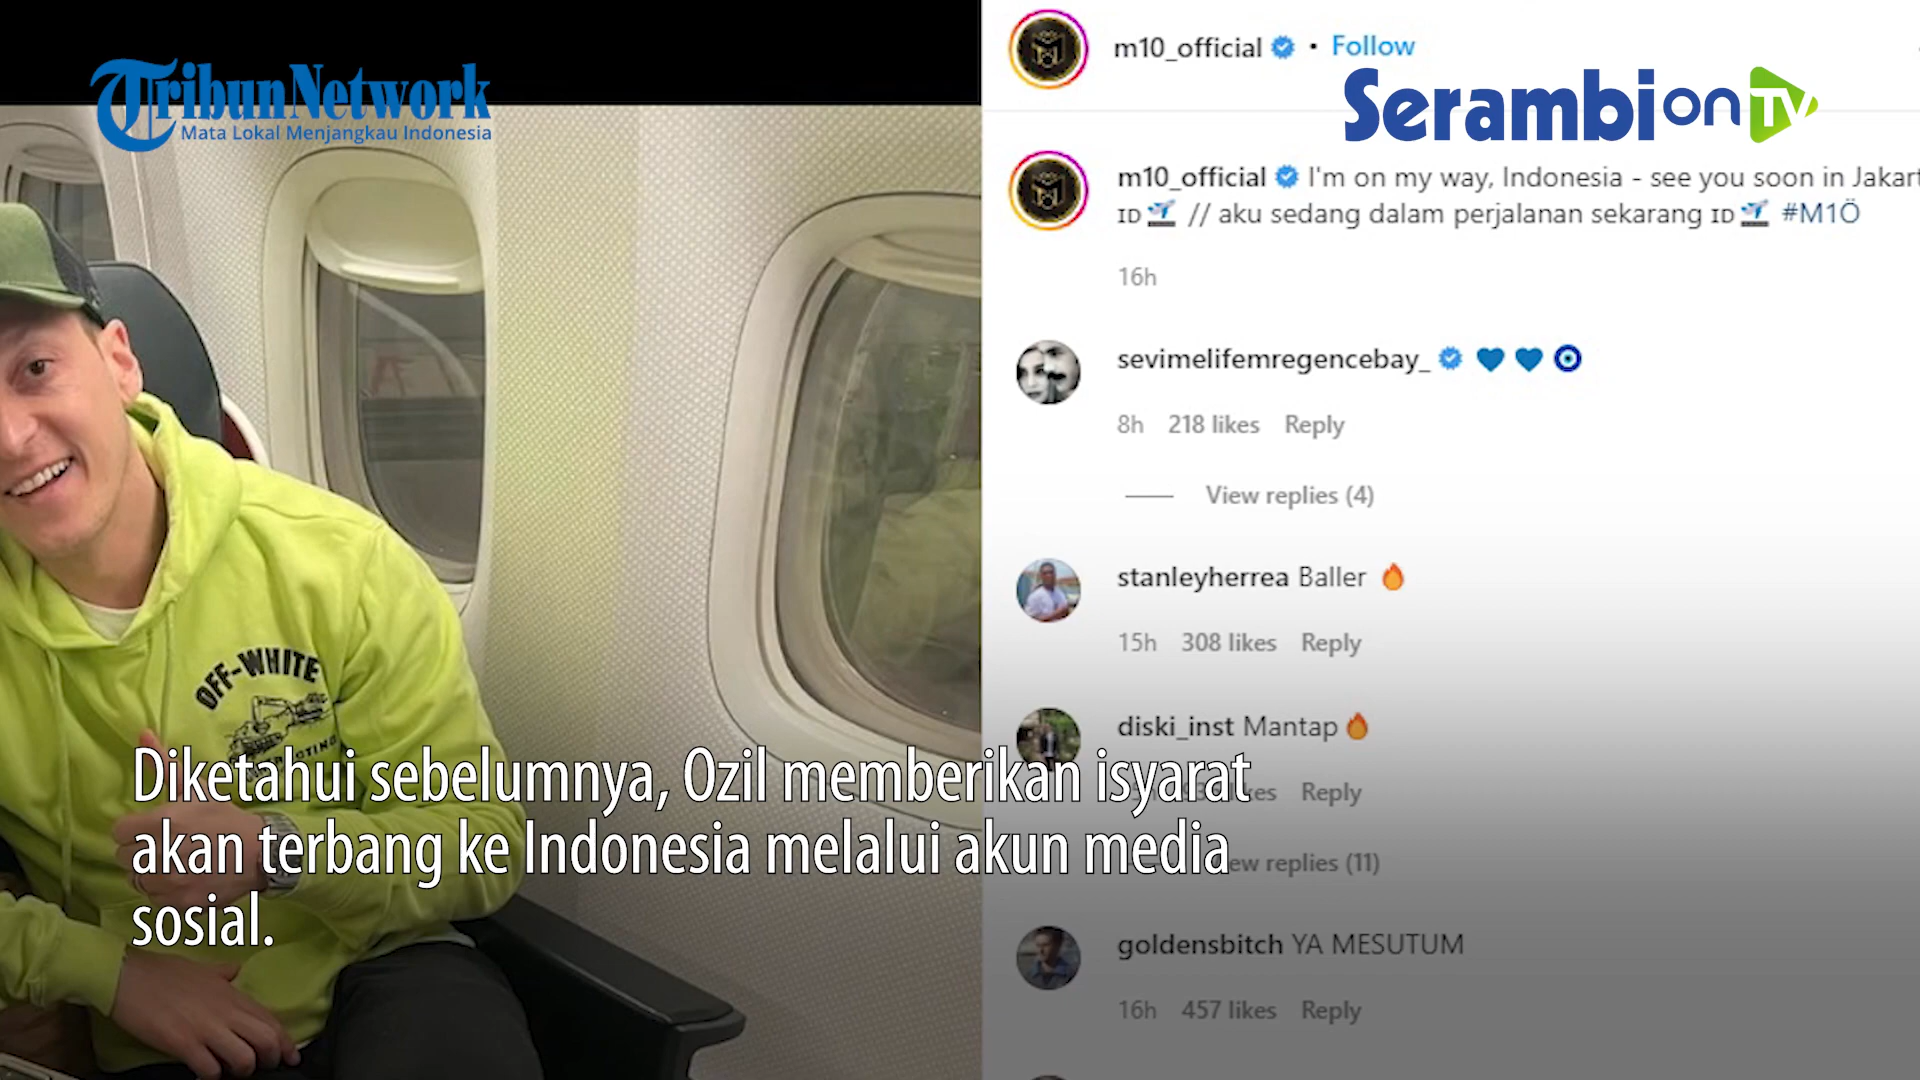 TribunNetwork
Mata Lokal Menjangkau Indonesia
m10_official • Follow
Serambi on TV
m10_official I'm on my way, Indonesia - see you soon in Jakart
ID // aku sedang dalam perjalanan sekarang ID #M1Ö
16h
sevimelifemregencebay_
8h 218 likes Reply
View replies (4)
stanleyherrea Baller
15h 308 likes Reply
OFF-WHITE
diski_inst Mantap
Reply
Diketahui sebelumnya, Ozil memberikan isyarat
akan terbang ke Indonesia melalui akun media
sosial.
replies (11)
goldensbitch YA MESUTUM
16h 457 likes Reply